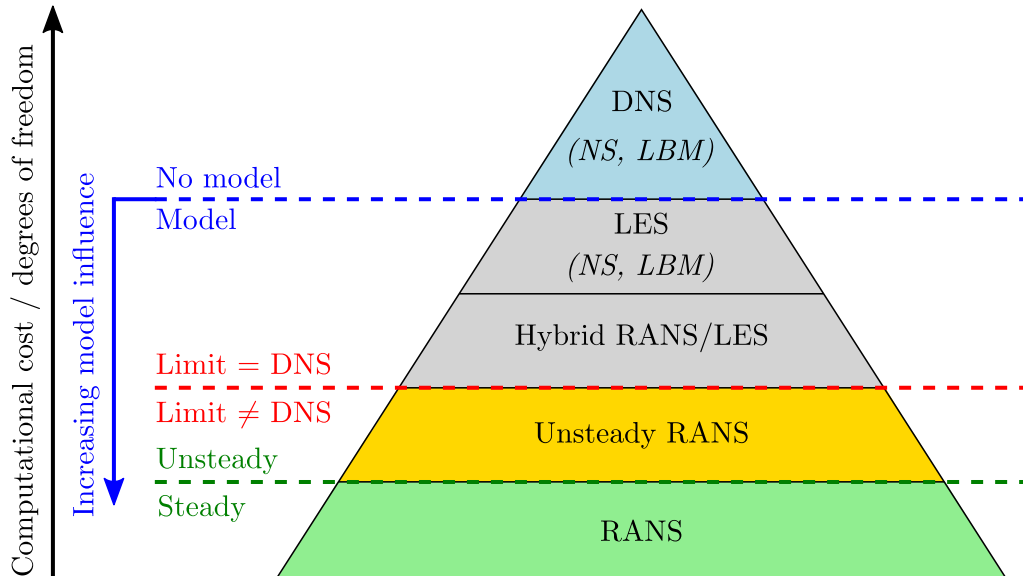 Computational cost / degrees of freedom
Increasing model influence
No model
Model
Limit = DNS
Limit ≠ DNS
Unsteady
Steady
DNS
(NS, LBM)
LES
(NS, LBM)
Hybrid RANS/LES
Unsteady RANS
RANS